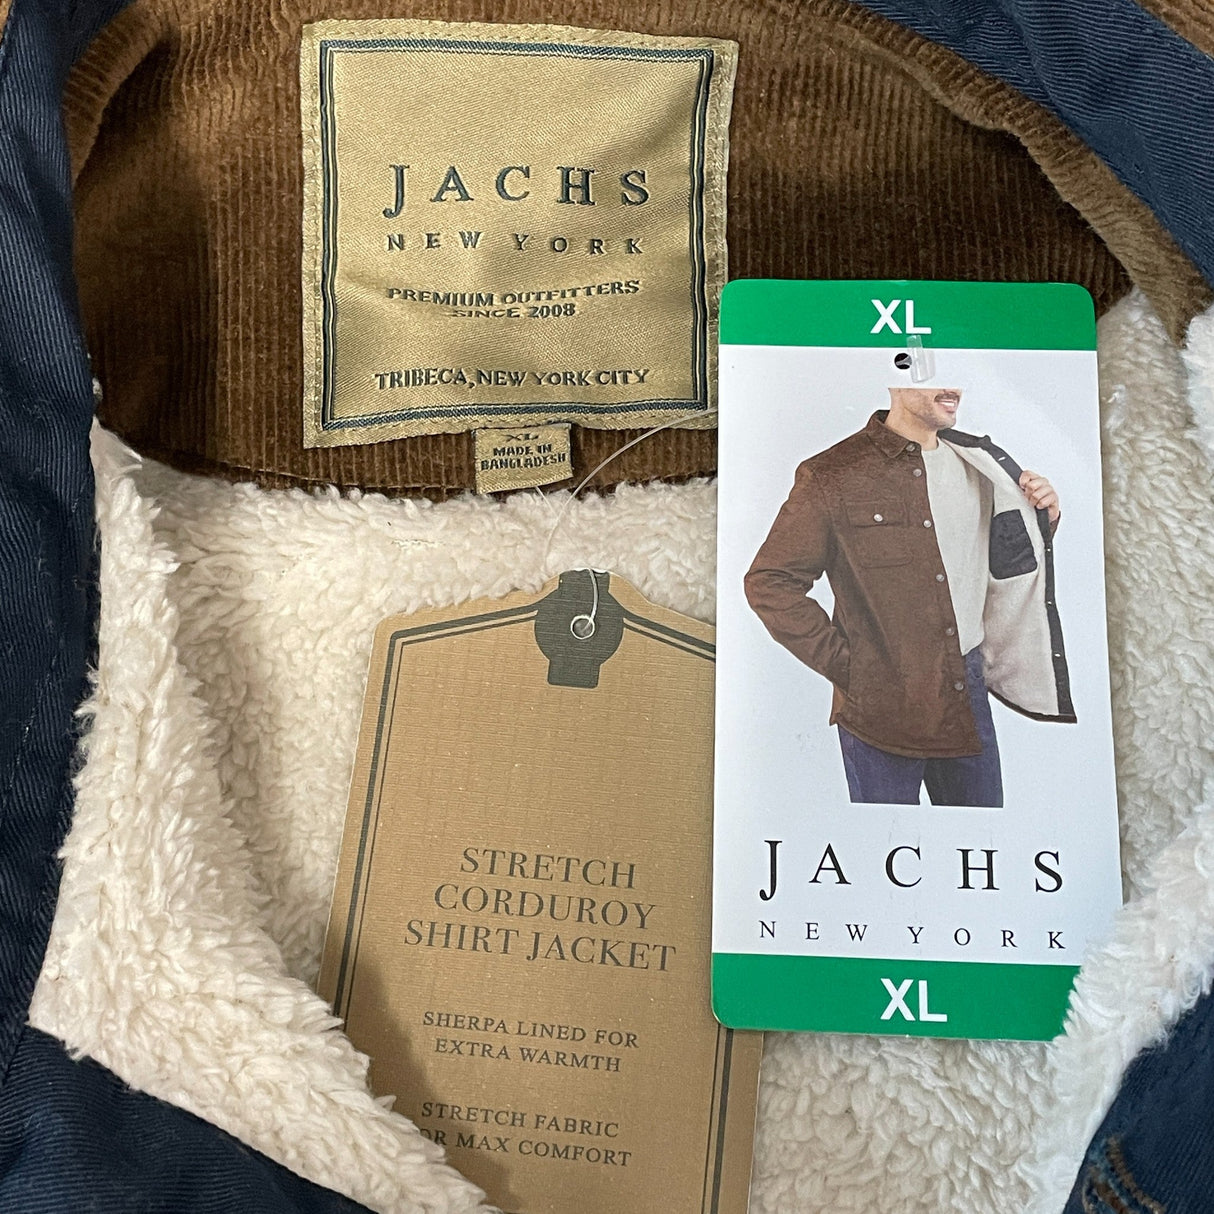 JACHS
NEW YORK
PREMIUM OUTFITTERS
SINCE 2008
TRIBECA, NEW YORK CITY
XL
MADE IN
BANGLADESH
STRETCH
CORDUROY
SHIRT JACKET
SHERPA LINED FOR
EXTRA WARMTH
STRETCH FABRIC
OR MAX COMFORT
XL
JACHS
NEW YORK
XL